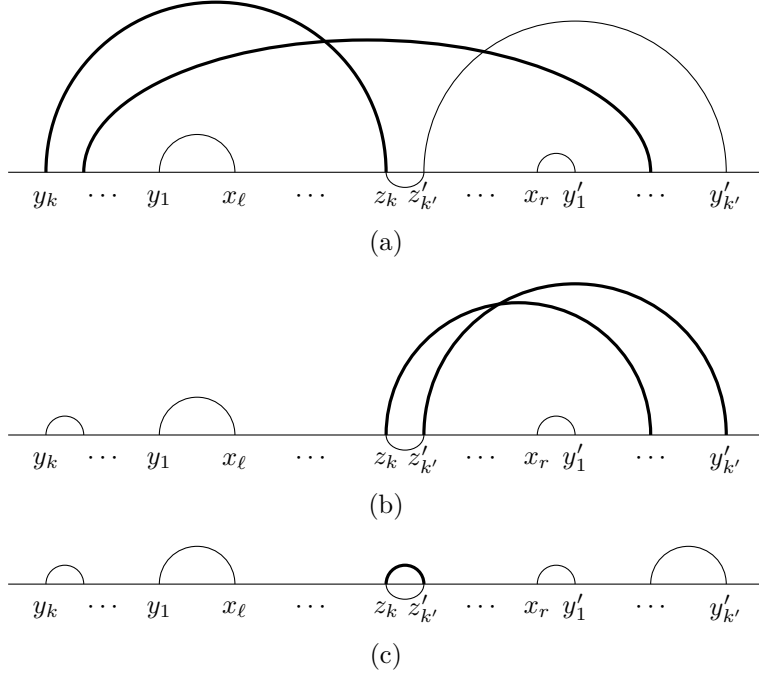 y_k ⋯ y_1 x_ℓ ⋯ z_k z'_{k'} ⋯ x_r y'_1 ⋯ y'_{k'}
(a)
y_k ⋯ y_1 x_ℓ ⋯ z_k z'_{k'} ⋯ x_r y'_1 ⋯ y'_{k'}
(b)
y_k ⋯ y_1 x_ℓ ⋯ z_k z'_{k'} ⋯ x_r y'_1 ⋯ y'_{k'}
(c)